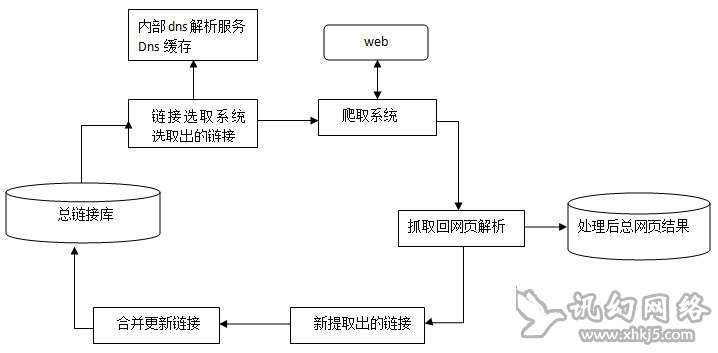 内部dns解析服务
Dns 缓存
web
链接选取系统
选取出的链接
爬取系统
总链接库
抓取回网页解析
处理后总网页结果
合并更新链接
新提取出的链接
讯幻网络
www.xhkj5.com